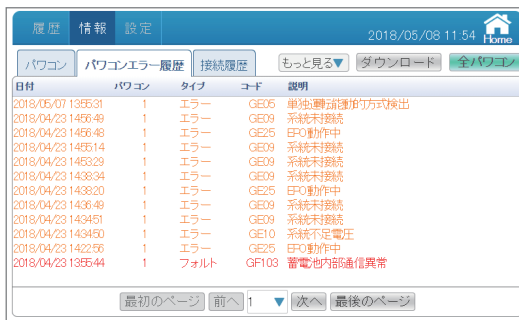 履歴 情報 設定 2018/05/08 11:54 Home
パワコン パワコンエラー履歴 接続履歴 もっと見る▼ ダウンロード 全パワコン
日付 パワコン タイプ コード 説明
2018/05/07 13:55:31 1 エラー GE05 単独運転能動的方式検出
2018/04/23 14:56:49 1 エラー GE09 系統未接続
2018/04/23 14:56:48 1 エラー GE25 EPO動作中
2018/04/23 14:55:14 1 エラー GE09 系統未接続
2018/04/23 14:53:29 1 エラー GE09 系統未接続
2018/04/23 14:38:34 1 エラー GE09 系統未接続
2018/04/23 14:38:20 1 エラー GE25 EPO動作中
2018/04/23 14:36:49 1 エラー GE09 系統未接続
2018/04/23 14:34:51 1 エラー GE09 系統未接続
2018/04/23 14:34:50 1 エラー GE10 系統不足電圧
2018/04/23 14:22:56 1 エラー GE25 EPO動作中
2018/04/23 13:55:44 1 フォルト GF103 蓄電池内部通信異常
最初のページ 前へ 1 ▼ 次へ 最後のページ